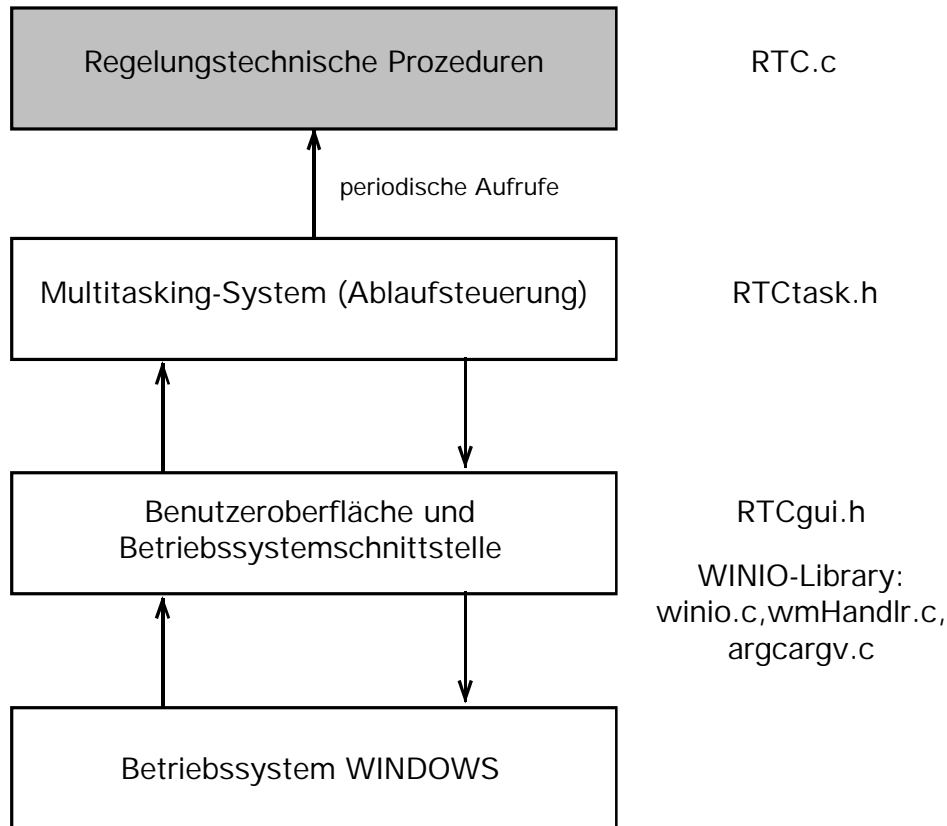 Regelungstechnische Prozeduren
RTC.c
periodische Aufrufe
Multitasking-System (Ablaufsteuerung)
RTCtask.h
Benutzeroberfläche und
Betriebssystemschnittstelle
RTCgui.h
WINIO-Library:
winio.c,wmHandlr.c,
argcargv.c
Betriebssystem WINDOWS